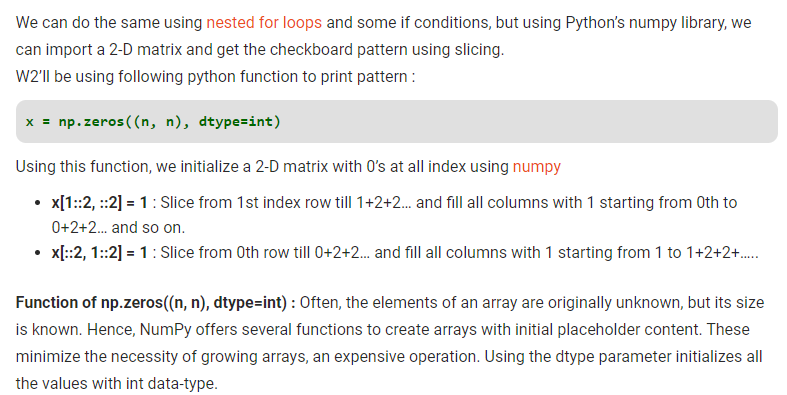 We can do the same using nested for loops and some if conditions, but using Python’s numpy library, we
can import a 2-D matrix and get the checkboard pattern using slicing.
W2’ll be using following python function to print pattern :
x = np.zeros((n, n), dtype=int)
Using this function, we initialize a 2-D matrix with 0’s at all index using numpy
• x[1::2, ::2] = 1 : Slice from 1st index row till 1+2+2… and fill all columns with 1 starting from 0th to
0+2+2… and so on.
• x[::2, 1::2] = 1 : Slice from 0th row till 0+2+2… and fill all columns with 1 starting from 1 to 1+2+2+…..
Function of np.zeros((n, n), dtype=int) : Often, the elements of an array are originally unknown, but its size
is known. Hence, NumPy offers several functions to create arrays with initial placeholder content. These
minimize the necessity of growing arrays, an expensive operation. Using the dtype parameter initializes all
the values with int data-type.